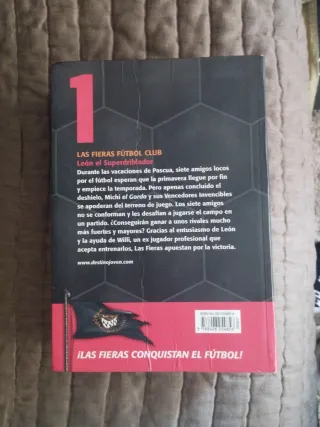 1
LAS FIERAS FÚTBOL CLUB
León el Superdriblador
Durante las vacaciones de Pascua, siete amigos locos
por el fútbol esperan que la primavera llegue por fin
y empiece la temporada. Pero apenas concluido el
deshielo, Michi el Gordo y sus Vencedores Invencibles
se apoderan del terreno de juego. Los siete amigos
no se conforman y les desafían a jugarse el campo en
un partido. ¿Conseguirán ganar a unos rivales mucho
más fuertes y mayores? Gracias al entusiasmo de León
y la ayuda de Willi, un ex jugador profesional que
acepta entrenarlos, Las Fieras apuestan por la victoria.
www.destinojoven.com
¡LAS FIERAS CONQUISTAN EL FÚTBOL!